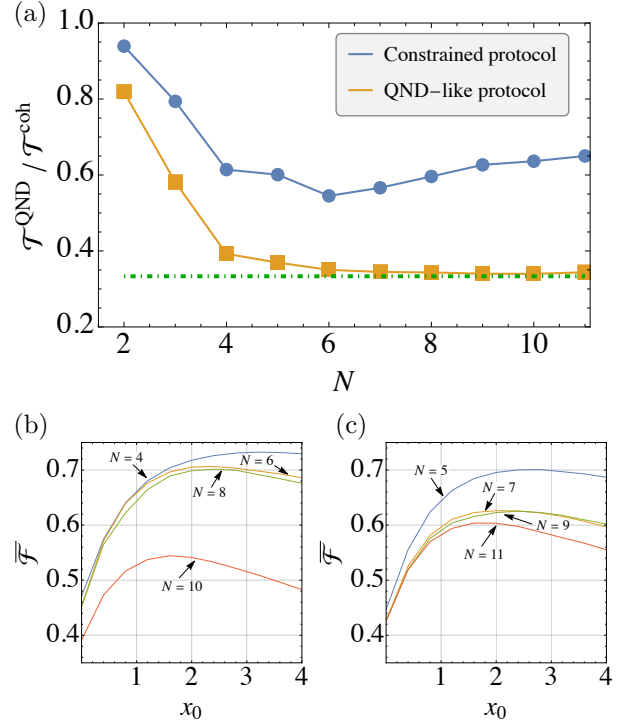 (a)
1.0
0.8
0.6
0.4
0.2
𝒯^QND / 𝒯^coh
Constrained protocol
QND−like protocol
2 4 6 8 10
N
(b)
0.7
0.6
0.5
0.4
ℱ̅
N = 4
N = 6
N = 8
N = 10
1 2 3 4
x₀
(c)
0.7
0.6
0.5
0.4
ℱ̅
N = 5
N = 7
N = 9
N = 11
1 2 3 4
x₀